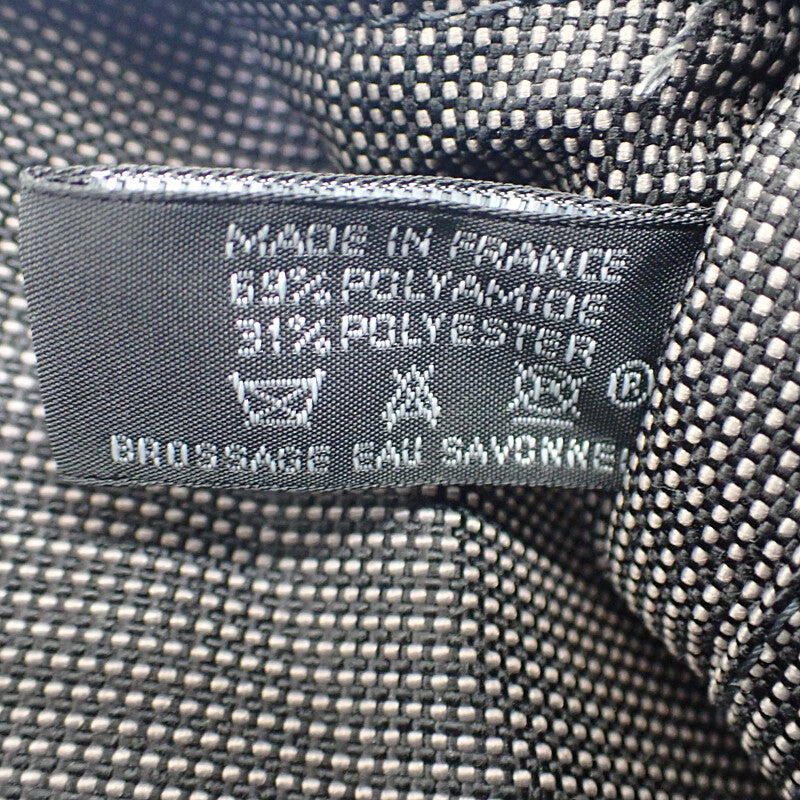 MADE IN FRANCE
69% POLYAMIDE
31% POLYESTER
®
BROSSAGE EAU SAVONNE